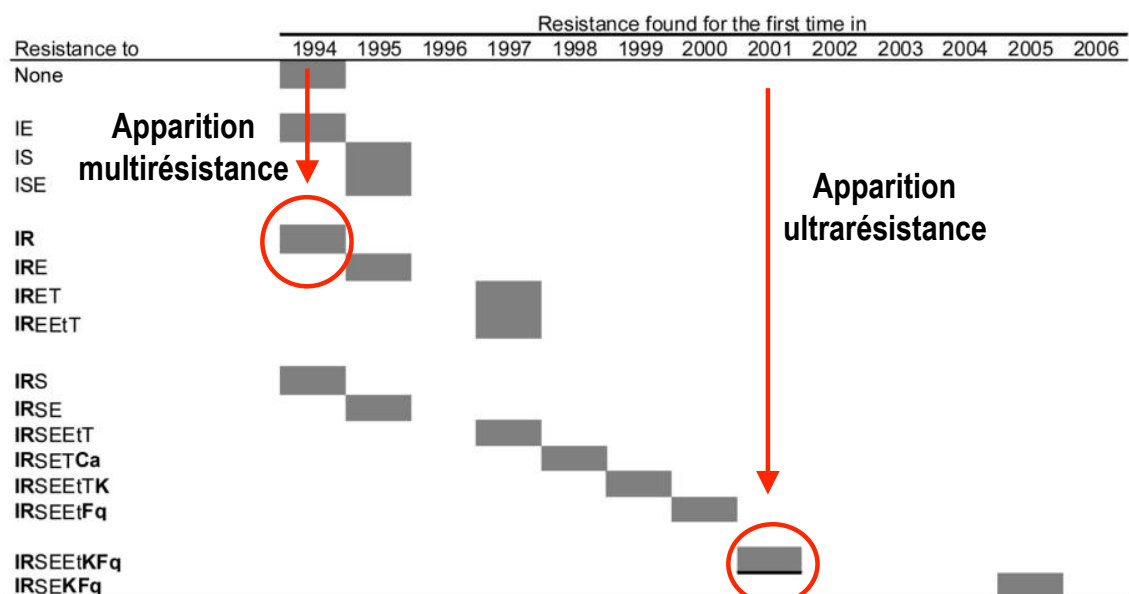 Resistance found for the first time in
Resistance to 1994 1995 1996 1997 1998 1999 2000 2001 2002 2003 2004 2005 2006
None
IE
IS
ISE
Apparition
multirésistance
Apparition
ultrarésistance
IR
IRE
IRET
IREEtT
IRS
IRSE
IRSEEtT
IRSETCa
IRSEEtTK
IRSEEtFq
IRSEEtKFq
IRSEKFq